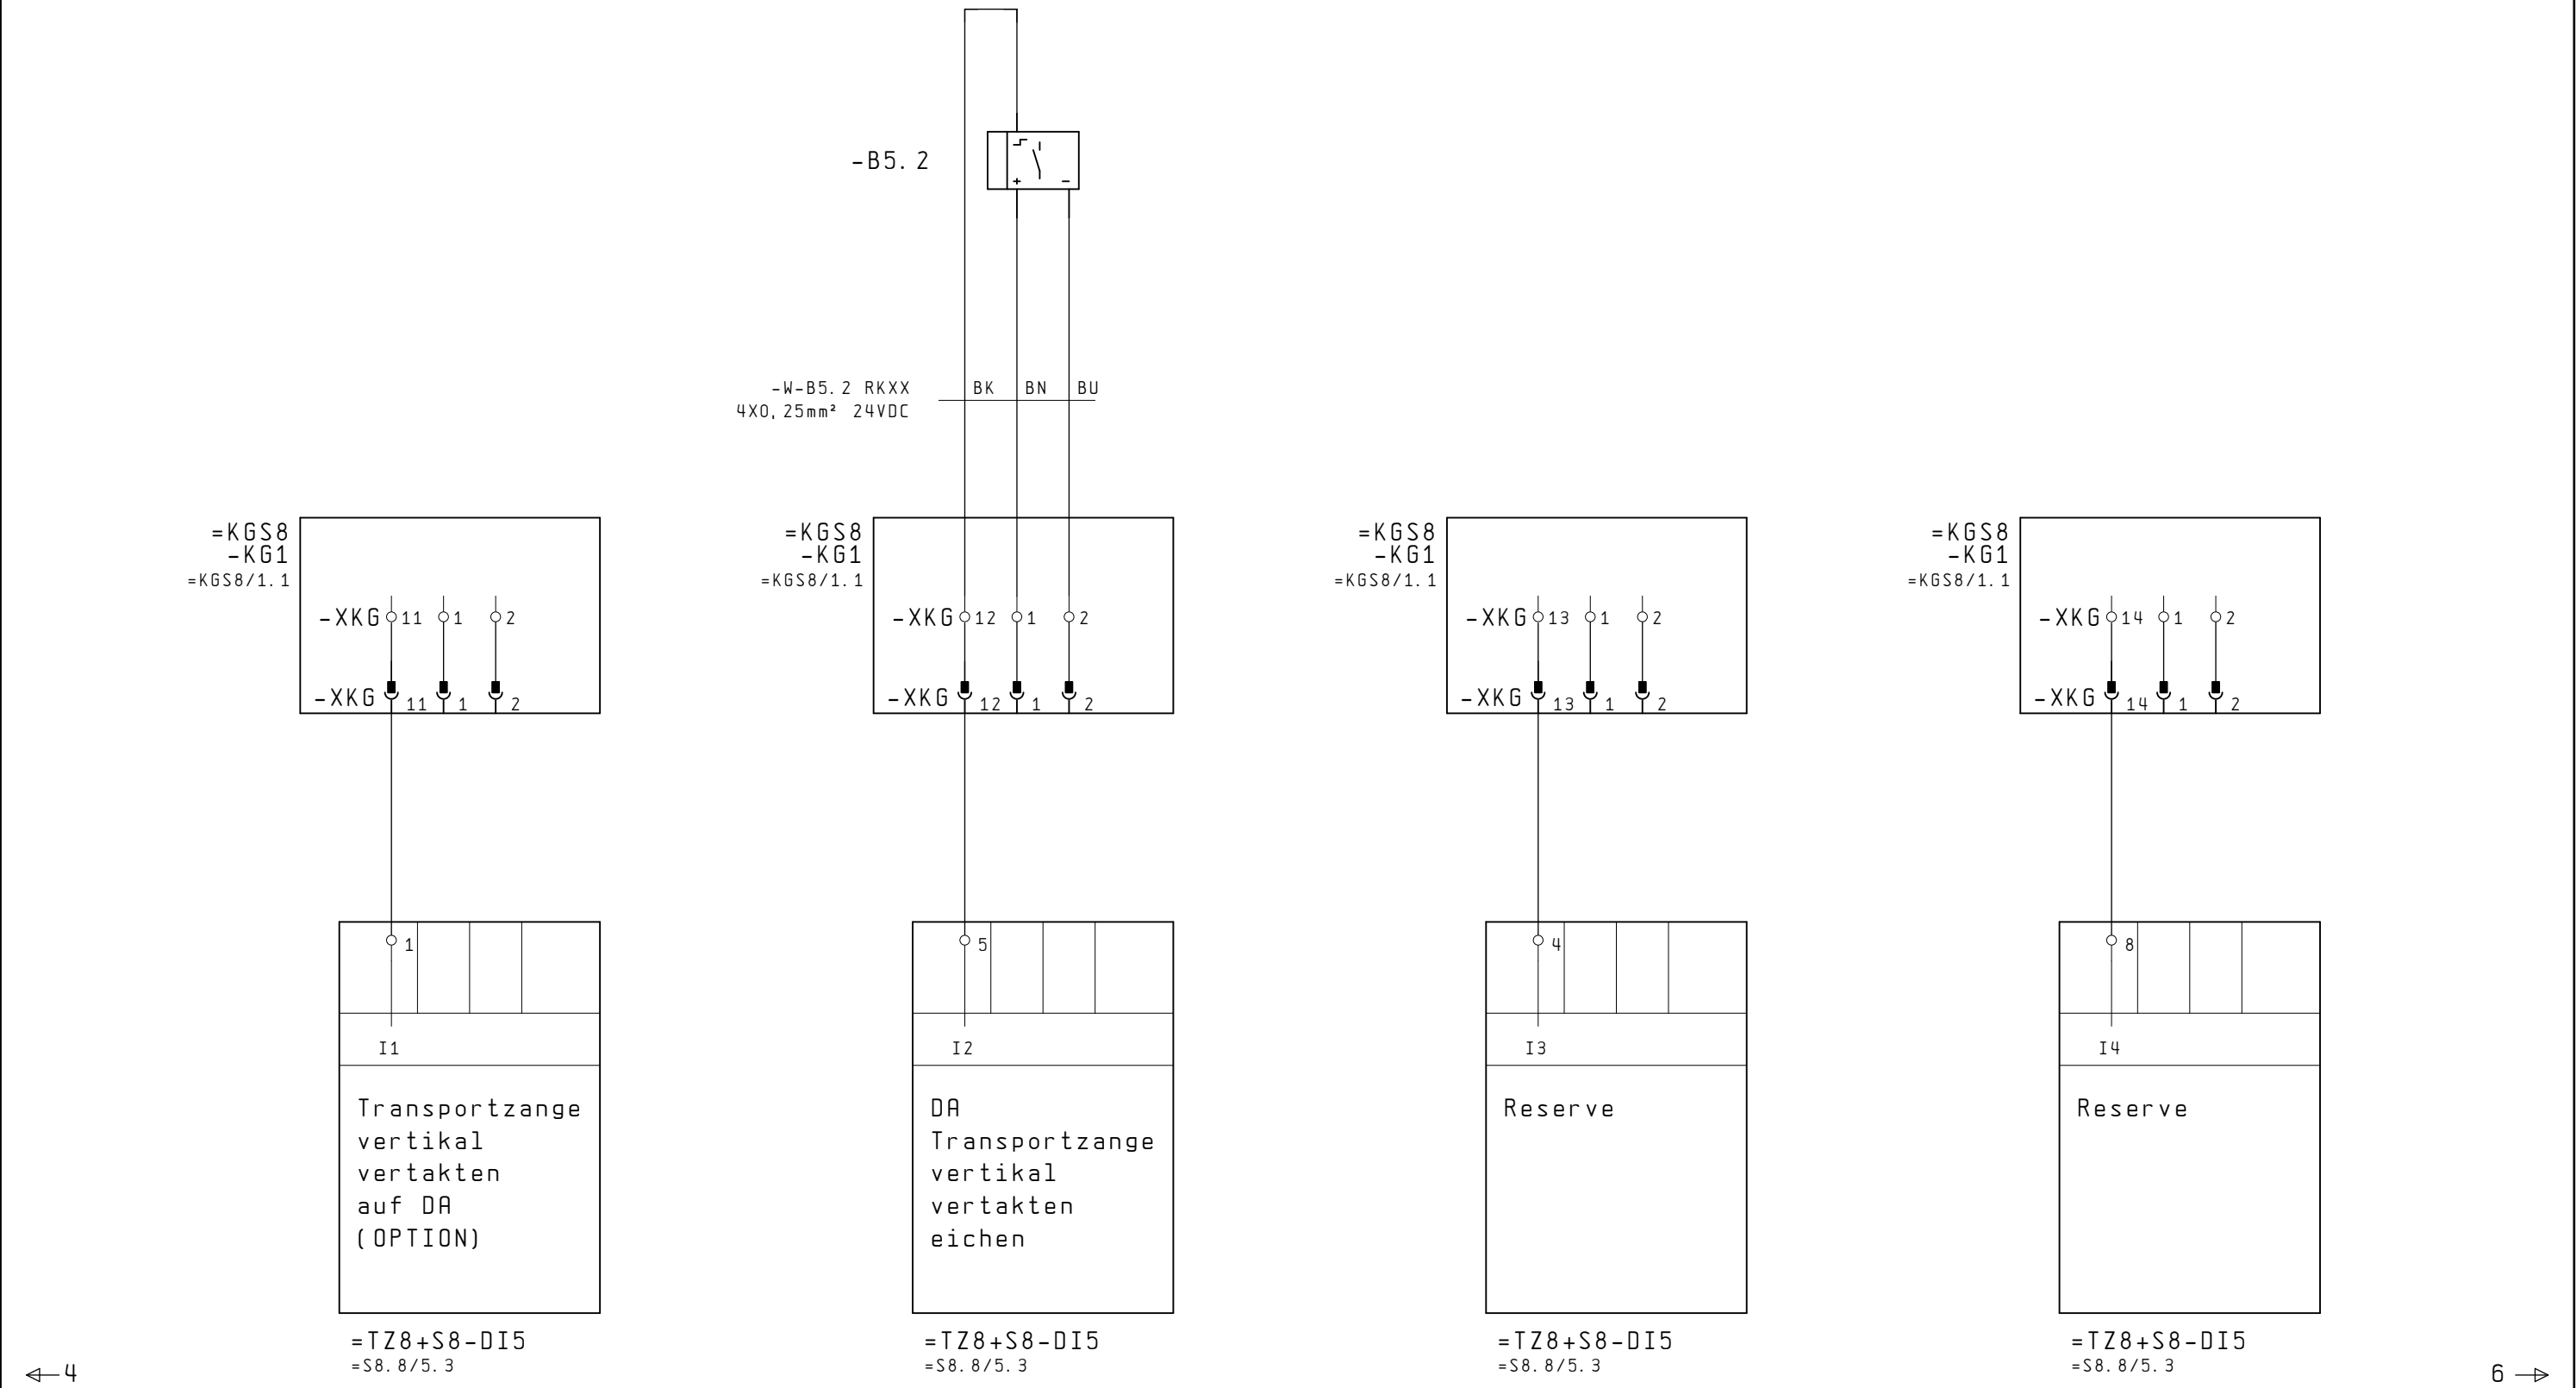 -B5.2
+ -
-W-B5.2 RKXX
4X0,25mm² 24VDC
BK BN BU
=KGS8
-KG1
=KGS8/1.1
-XKG 11 1 2
-XKG 11 1 2
=KGS8
-KG1
=KGS8/1.1
-XKG 12 1 2
-XKG 12 1 2
=KGS8
-KG1
=KGS8/1.1
-XKG 13 1 2
-XKG 13 1 2
=KGS8
-KG1
=KGS8/1.1
-XKG 14 1 2
-XKG 14 1 2
1
I1
Transportzange
vertikal
vertakten
auf DA
(OPTION)
=TZ8+S8-DI5
=S8.8/5.3
5
I2
DA
Transportzange
vertikal
vertakten
eichen
=TZ8+S8-DI5
=S8.8/5.3
4
I3
Reserve
=TZ8+S8-DI5
=S8.8/5.3
8
I4
Reserve
=TZ8+S8-DI5
=S8.8/5.3
4
6